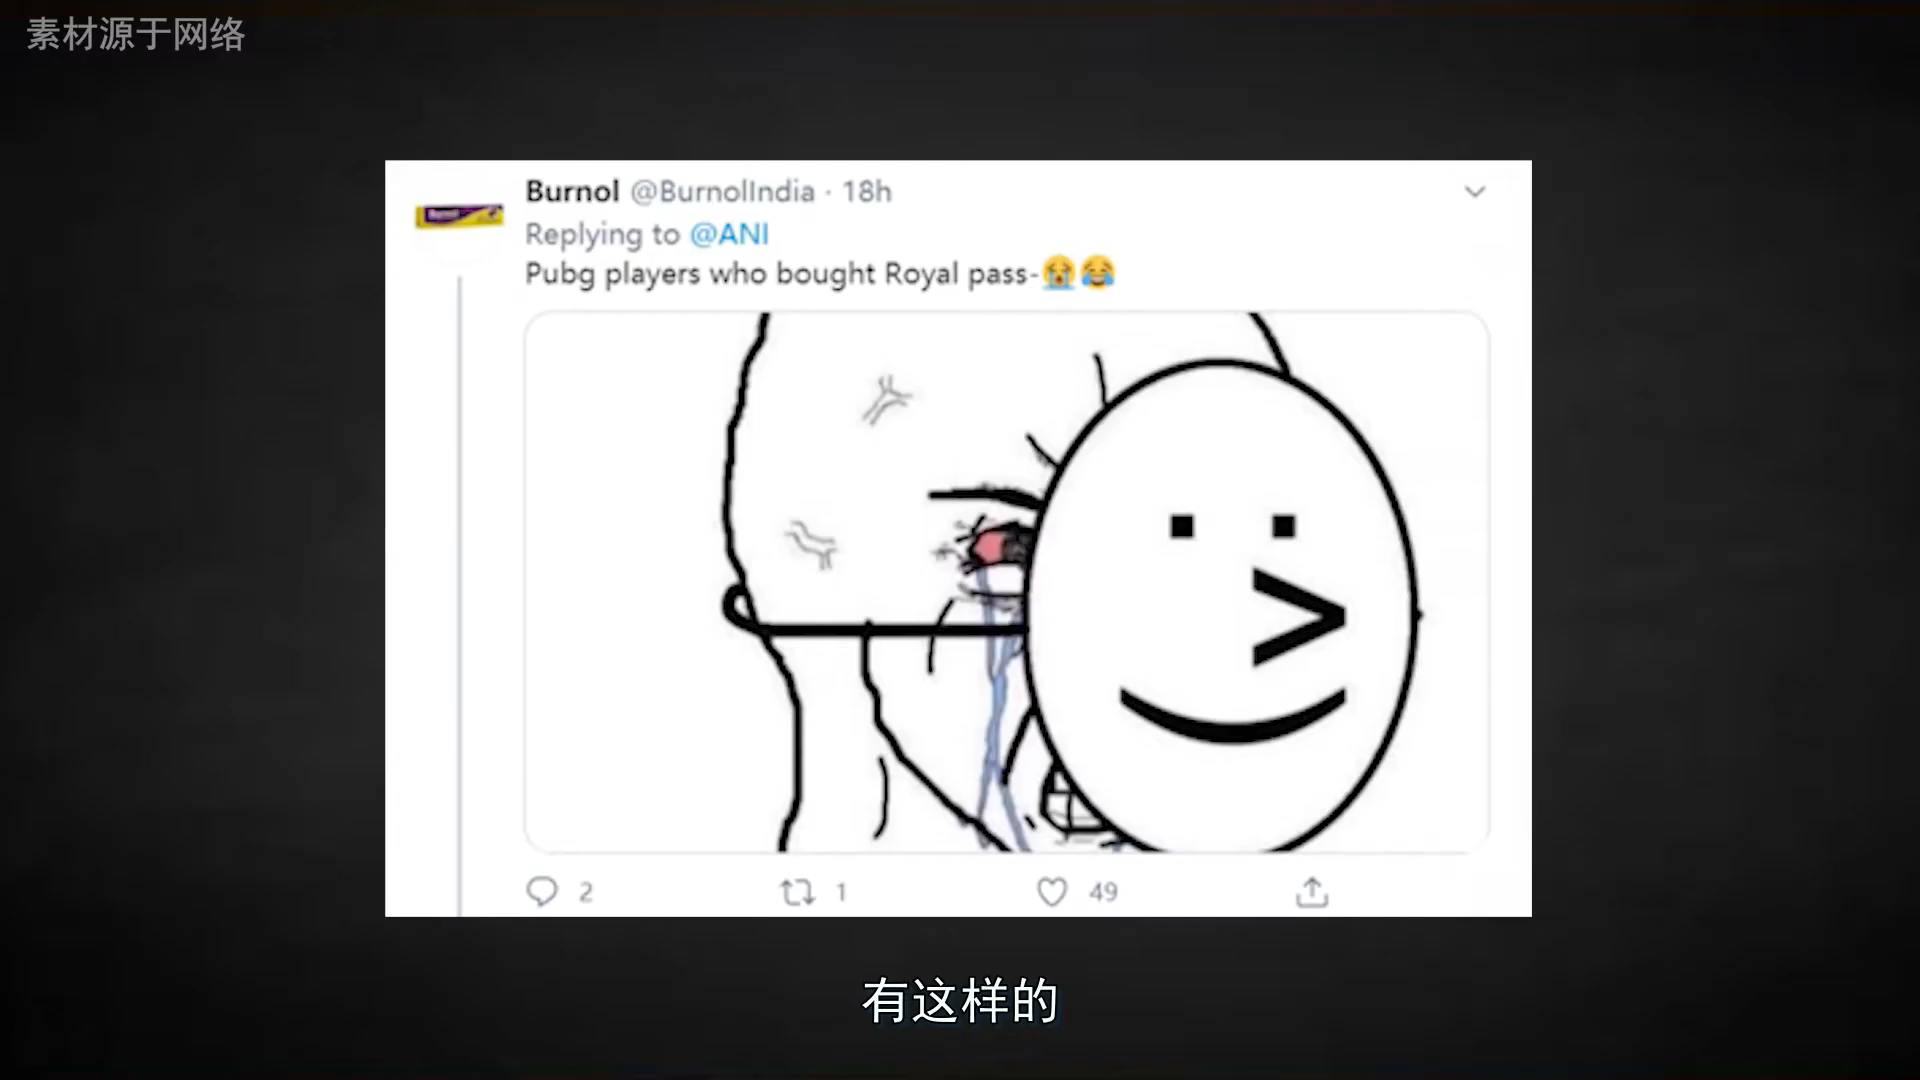 素材源于网络
Burnol @BurnolIndia · 18h
Replying to @ANI
Pubg players who bought Royal pass-😭😂
2 1 49
有这样的